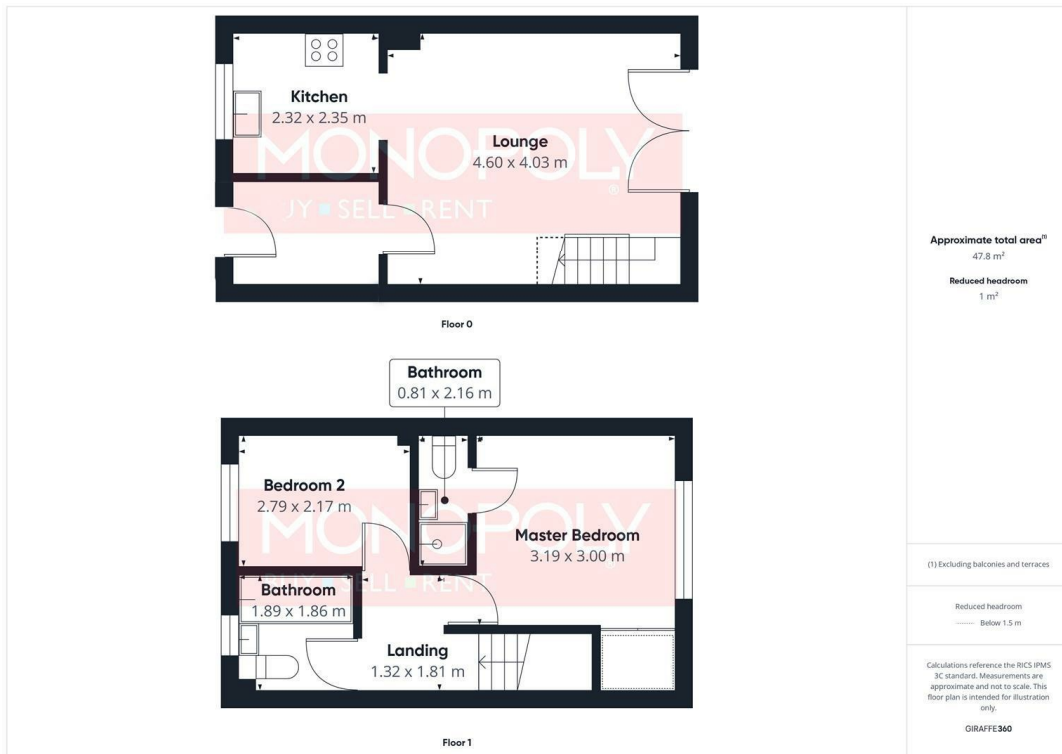 Kitchen
2.32 x 2.35 m
Lounge
4.60 x 4.03 m
MONOPOLY
®
UY SELL RENT
Floor 0
Approximate total area(1)
47.8 m²
Reduced headroom
1 m²
Bathroom
0.81 x 2.16 m
Bedroom 2
2.79 x 2.17 m
Master Bedroom
3.19 x 3.00 m
MONOPOLY
BUY SELL RENT
Bathroom
1.89 x 1.86 m
Landing
1.32 x 1.81 m
Floor 1
(1) Excluding balconies and terraces
Reduced headroom
Below 1.5 m
Calculations reference the RICS IPMS
3C standard. Measurements are
approximate and not to scale. This
floor plan is intended for illustration
only.
GIRAFFE360